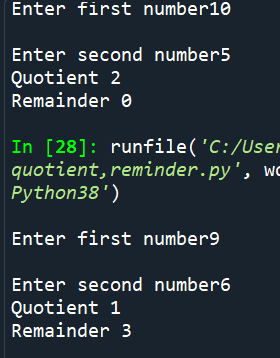 Enter first number10
Enter second number5
Quotient 2
Remainder 0
In [28]: runfile('C:/User
quotient,reminder.py', wo
Python38')
Enter first number9
Enter second number6
Quotient 1
Remainder 3